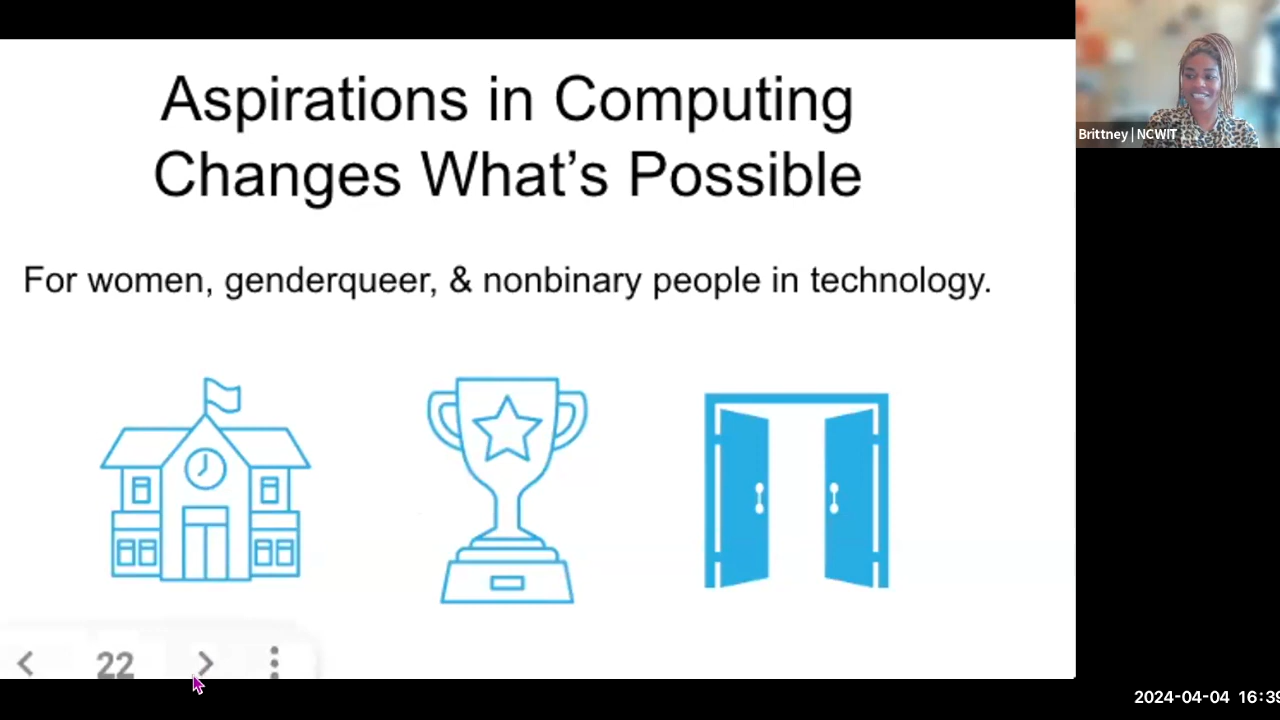 Aspirations in Computing
Changes What’s Possible
For women, genderqueer, & nonbinary people in technology.
Brittney | NCWIT
22
2024-04-04 16:39